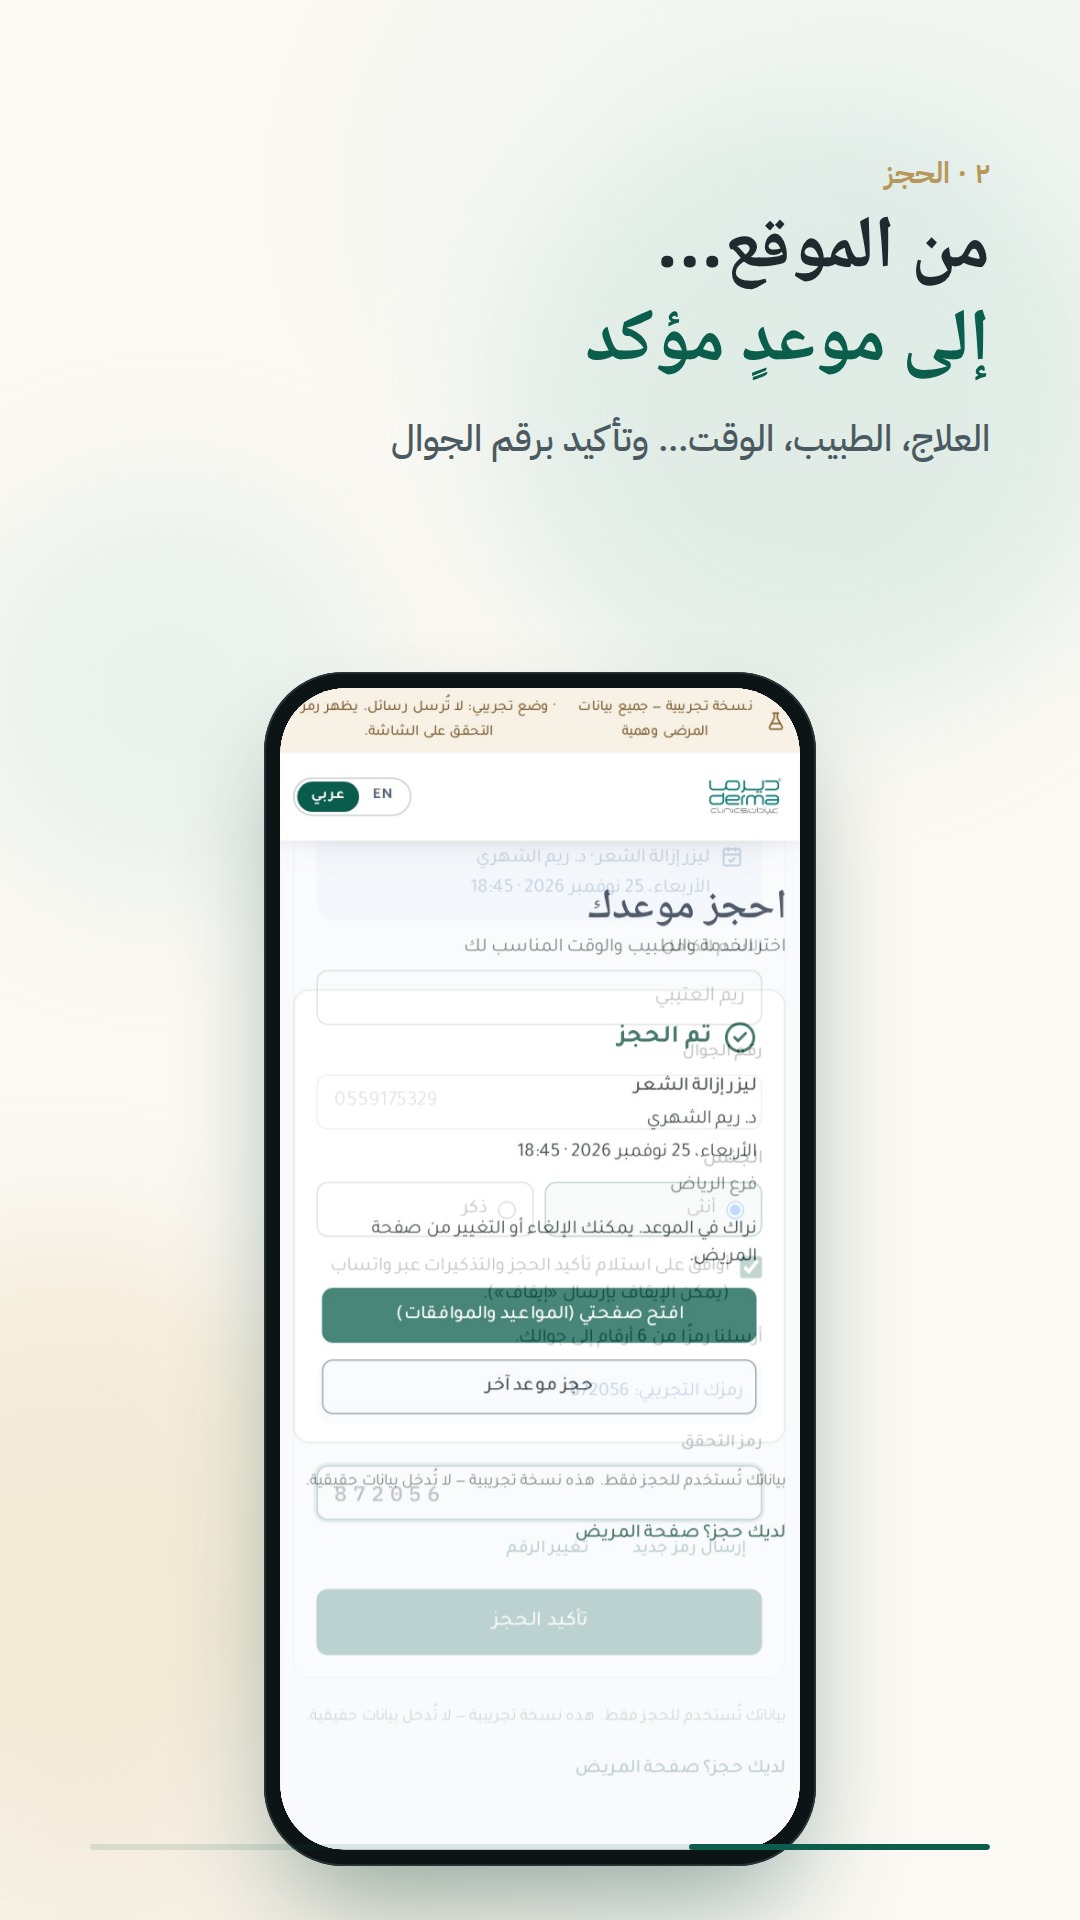 ٢ · الحجز
من الموقع...
إلى موعدٍ مؤكد
العلاج، الطبيب، الوقت... وتأكيد برقم الجوال
نسخة تجريبية – جميع بيانات المرضى وهمية
· وضع تجريبي: لا تُرسل رسائل. يظهر رمز التحقق على الشاشة.
ديرما
derma
clinics عيادات
EN
عربي
ليزر إزالة الشعر · د. ريم الشهري
الأربعاء، 25 نوفمبر 2026 · 18:45
احجز موعدك
اختر الخدمة والطبيب والوقت المناسب لك
ريم العتيبي
تم الحجز
رقم الجوال
ليزر إزالة الشعر
0559175329
د. ريم الشهري
الأربعاء، 25 نوفمبر 2026 · 18:45
الجنس
فرع الرياض
أنثى
ذكر
نراك في الموعد. يمكنك الإلغاء أو التغيير من صفحة
المريض.
أوافق على استلام تأكيد الحجز والتذكيرات عبر واتساب
(يمكن الإيقاف بإرسال «إيقاف»).
افتح صفحتي (المواعيد والموافقات)
أرسلنا رمزًا من 6 أرقام إلى جوالك.
حجز موعد آخر
رمزك التجريبي: 872056
رمز التحقق
بياناتك تُستخدم للحجز فقط. هذه نسخة تجريبية – لا تُدخل بيانات حقيقية.
872056
لديك حجز؟ صفحة المريض
إرسال رمز جديد
تغيير الرقم
تأكيد الحجز
بياناتك تُستخدم للحجز فقط. هذه نسخة تجريبية – لا تُدخل بيانات حقيقية.
لديك حجز؟ صفحة المريض